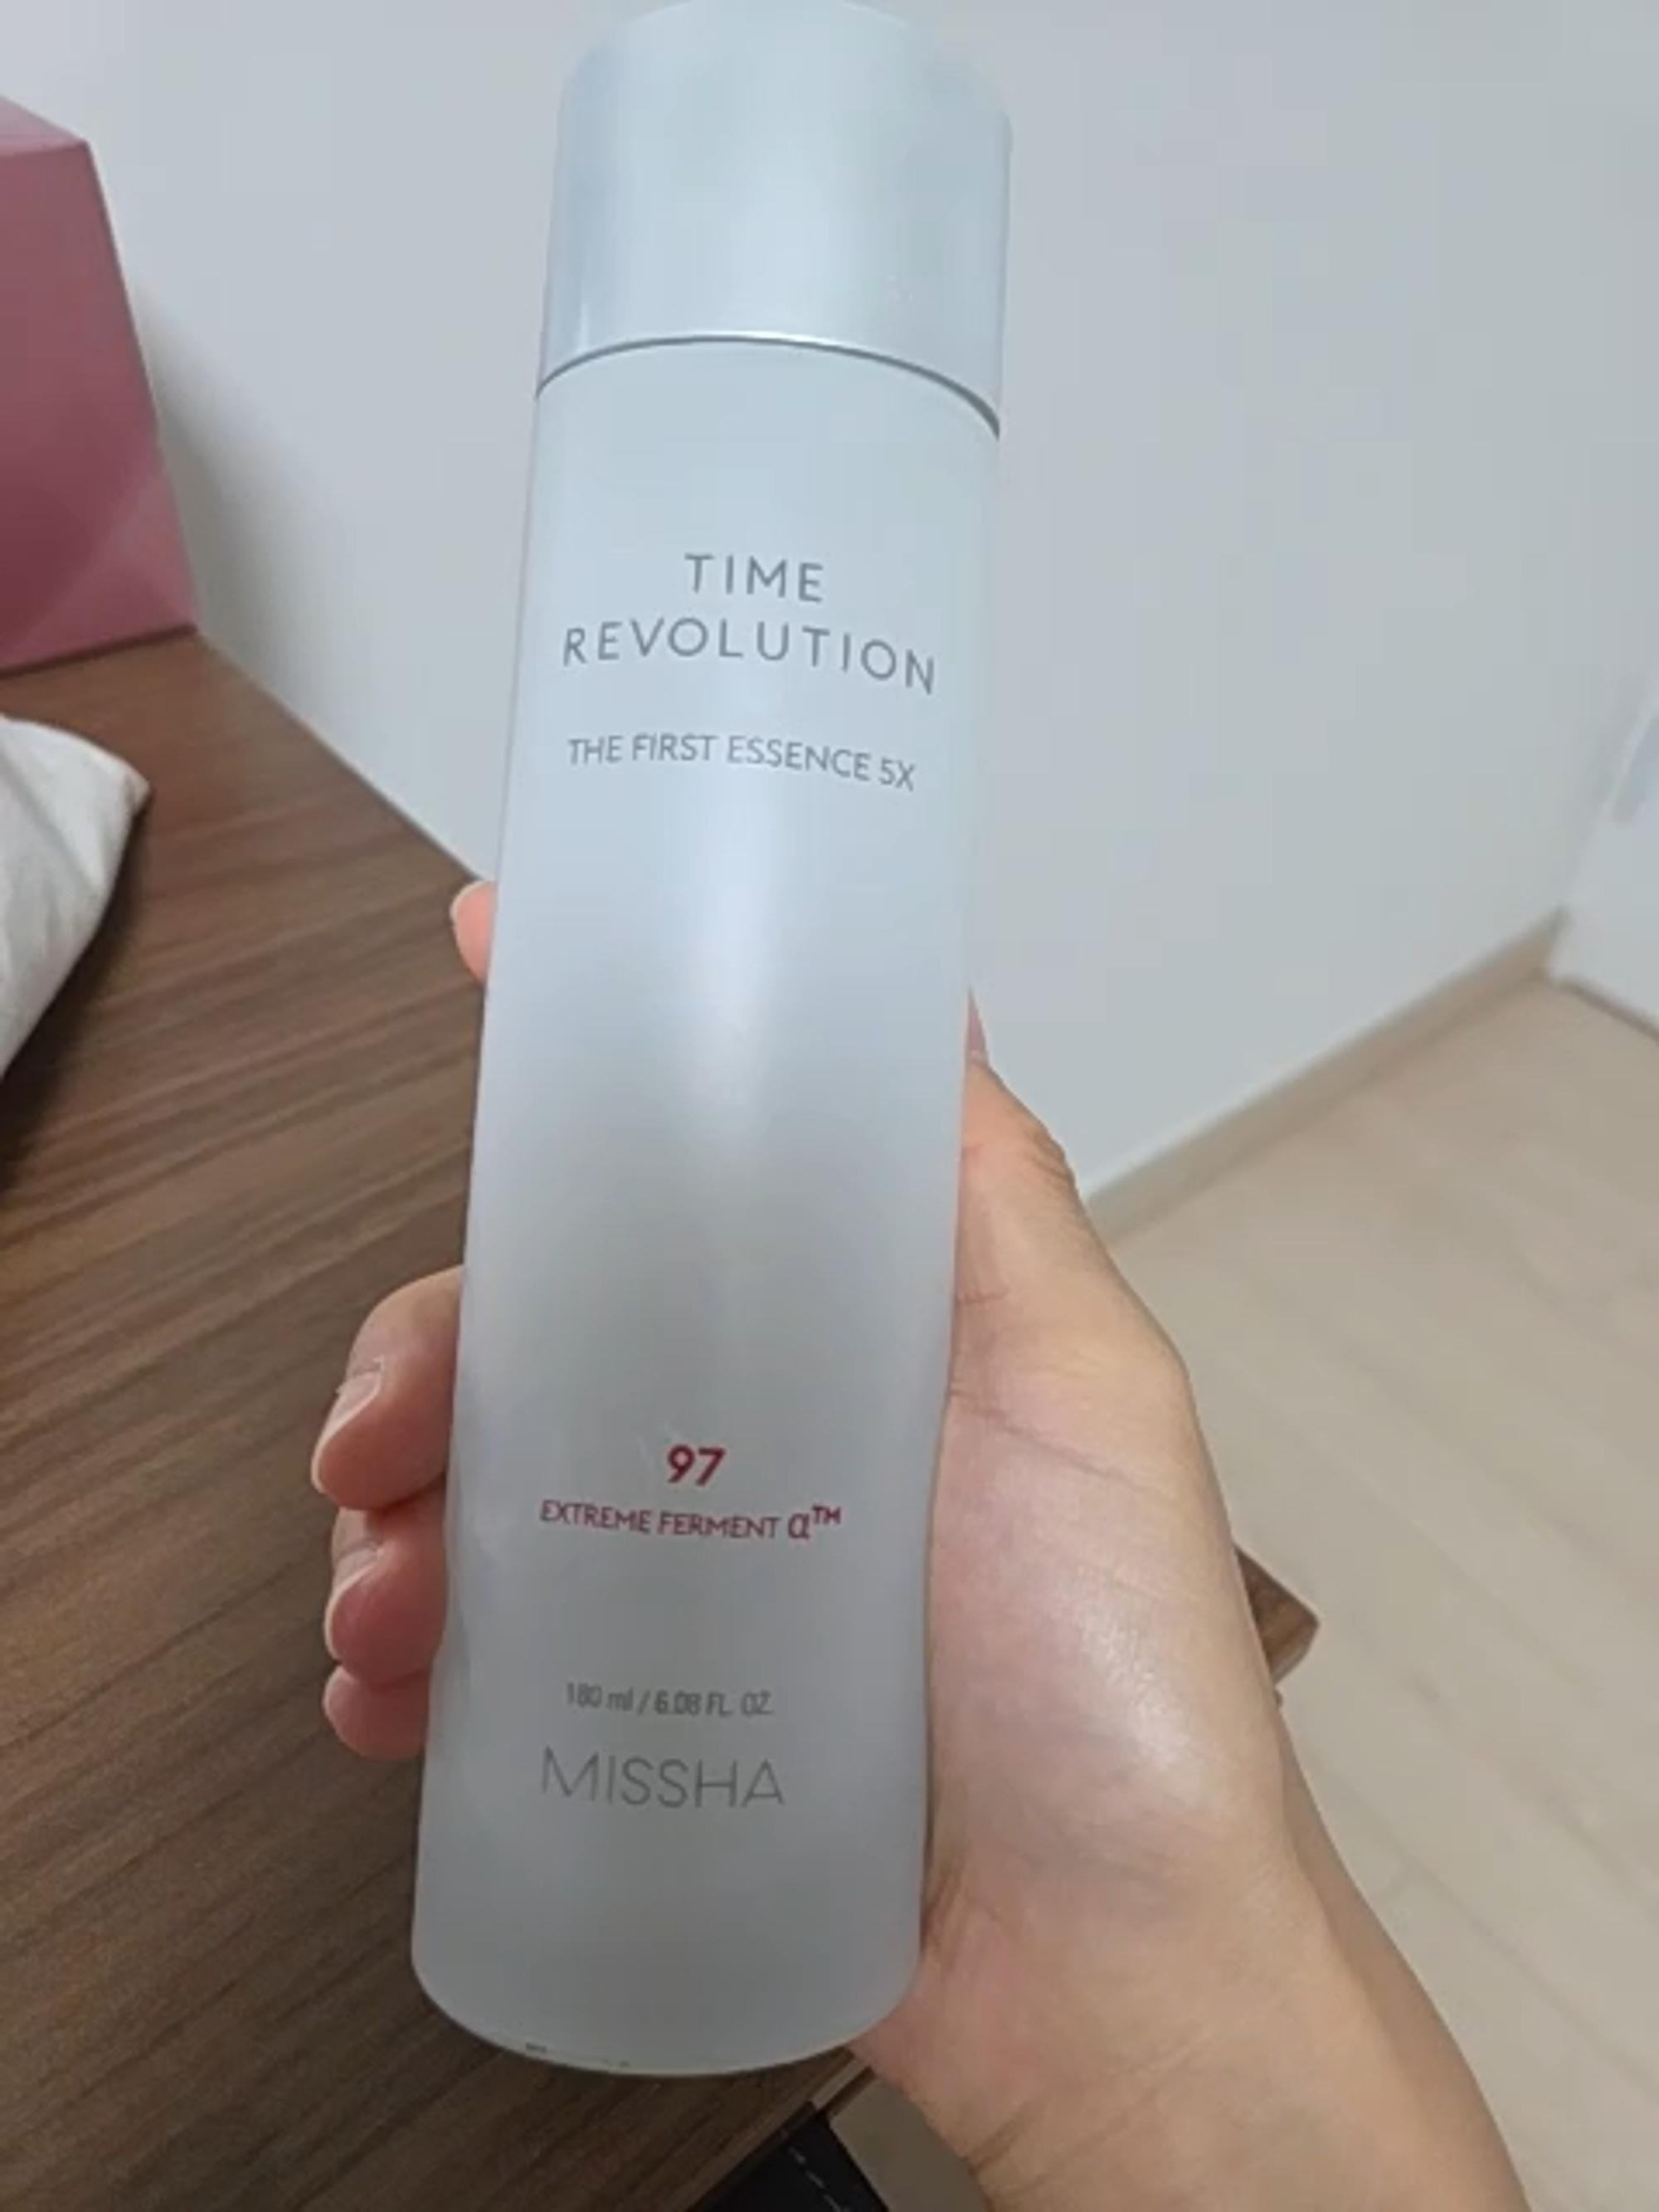 TIME
REVOLUTION
THE FIRST ESSENCE 5X
97
EXTREME FERMENT α™
180 ml / 6.08 FL. OZ.
MISSHA